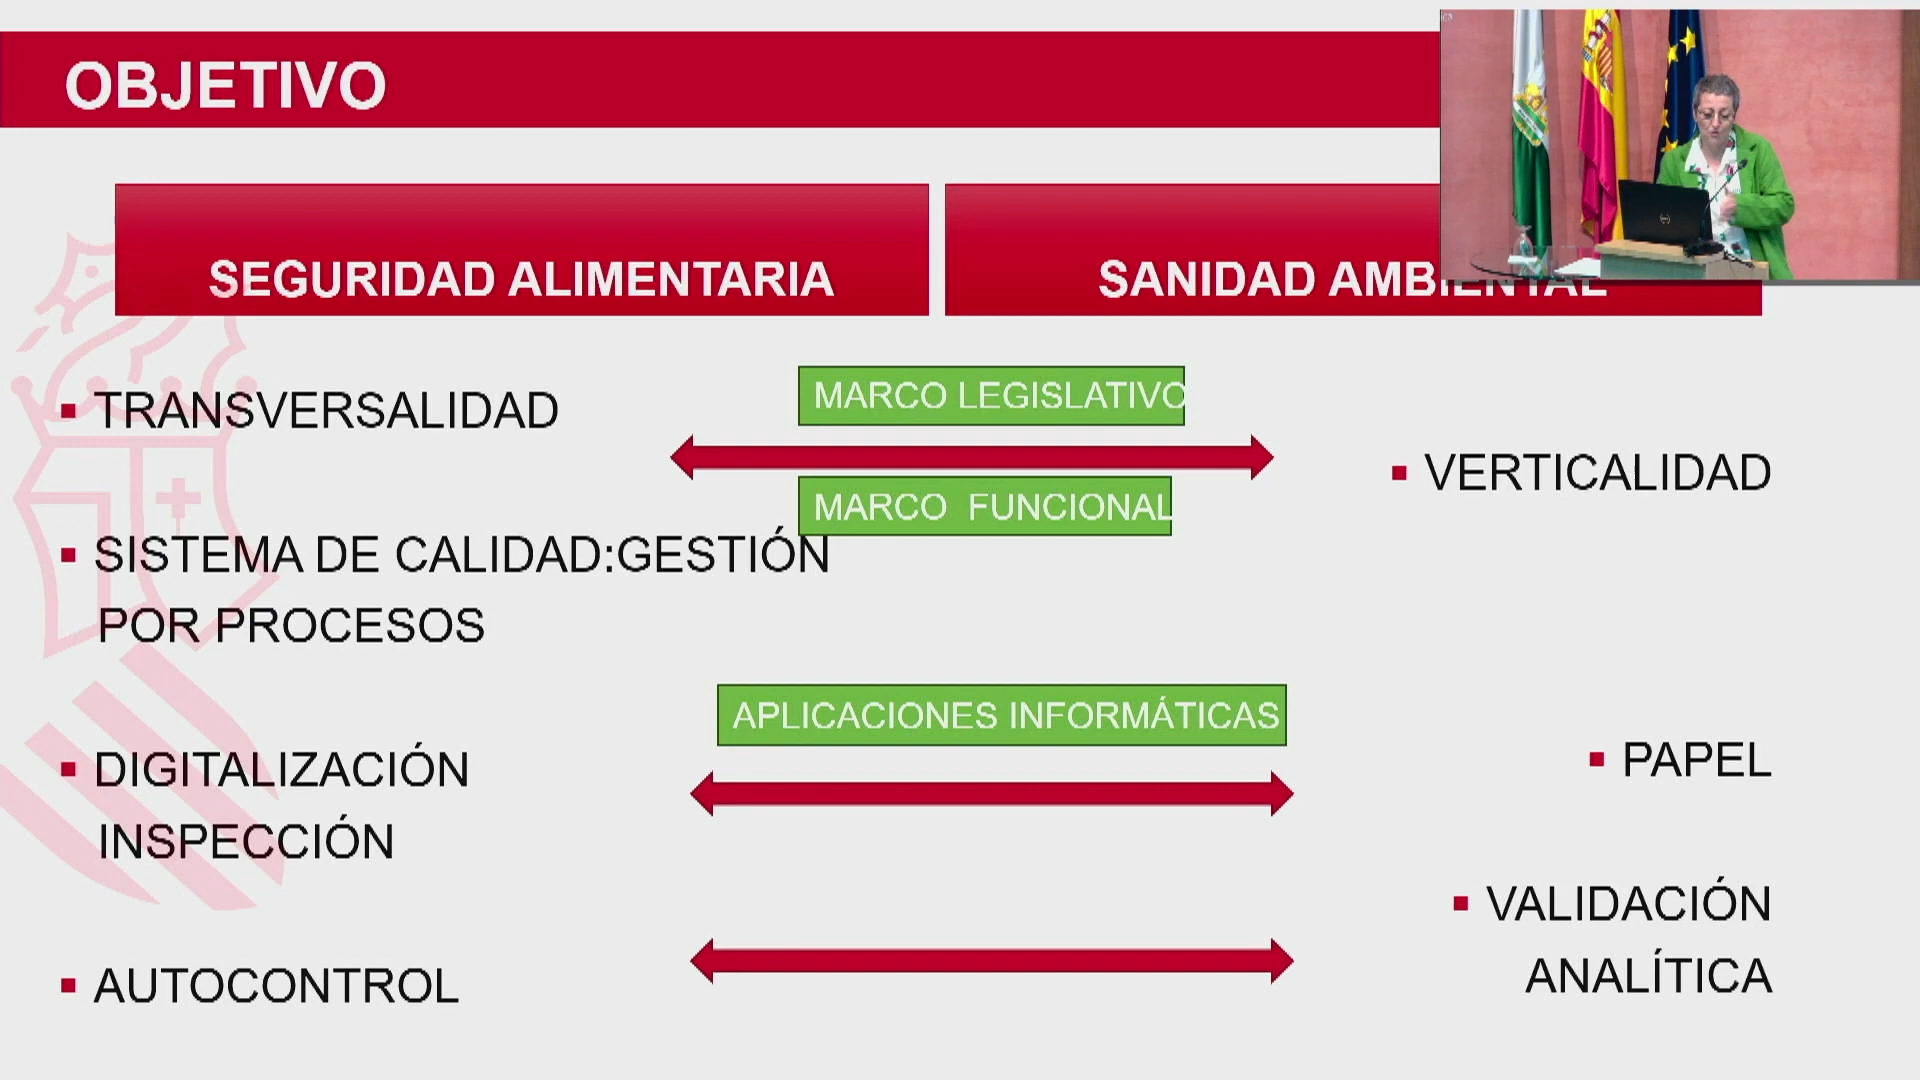 OBJETIVO
SEGURIDAD ALIMENTARIA
SANIDAD AMBIENTAL
TRANSVERSALIDAD
MARCO LEGISLATIVO
MARCO FUNCIONAL
VERTICALIDAD
SISTEMA DE CALIDAD:GESTIÓN
POR PROCESOS
APLICACIONES INFORMÁTICAS
DIGITALIZACIÓN
INSPECCIÓN
PAPEL
AUTOCONTROL
VALIDACIÓN
ANALÍTICA